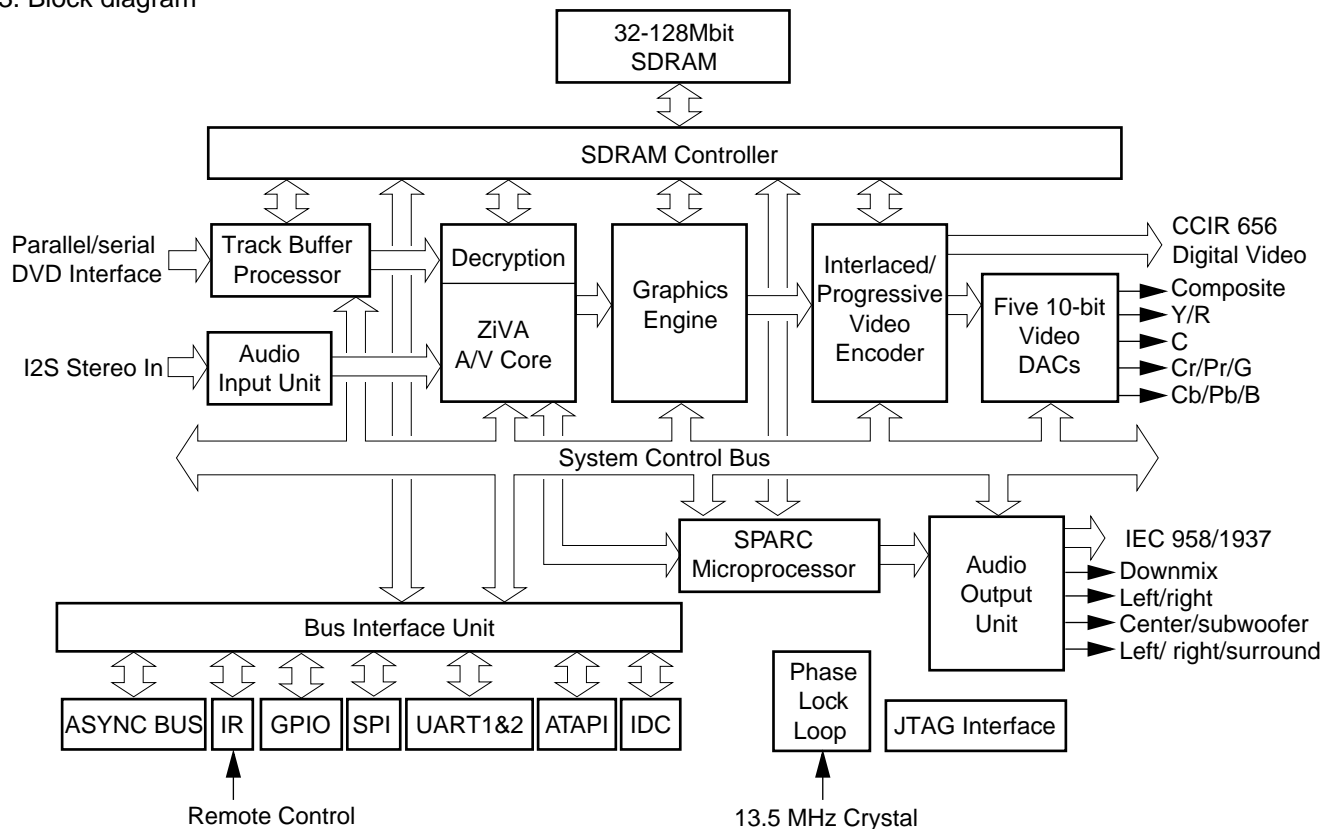 3. Block diagram
32-128Mbit
SDRAM
SDRAM Controller
Parallel/serial
DVD Interface
Track Buffer
Processor
Decryption
ZiVA
A/V Core
Graphics
Engine
Interlaced/
Progressive
Video
Encoder
CCIR 656
Digital Video
Five 10-bit
Video
DACs
Composite
Y/R
C
Cr/Pr/G
Cb/Pb/B
I2S Stereo In
Audio
Input Unit
System Control Bus
SPARC
Microprocessor
Audio
Output
Unit
IEC 958/1937
Downmix
Left/right
Center/subwoofer
Left/ right/surround
Bus Interface Unit
ASYNC BUS
IR
GPIO
SPI
UART1&2
ATAPI
IDC
Phase
Lock
Loop
JTAG Interface
Remote Control
13.5 MHz Crystal